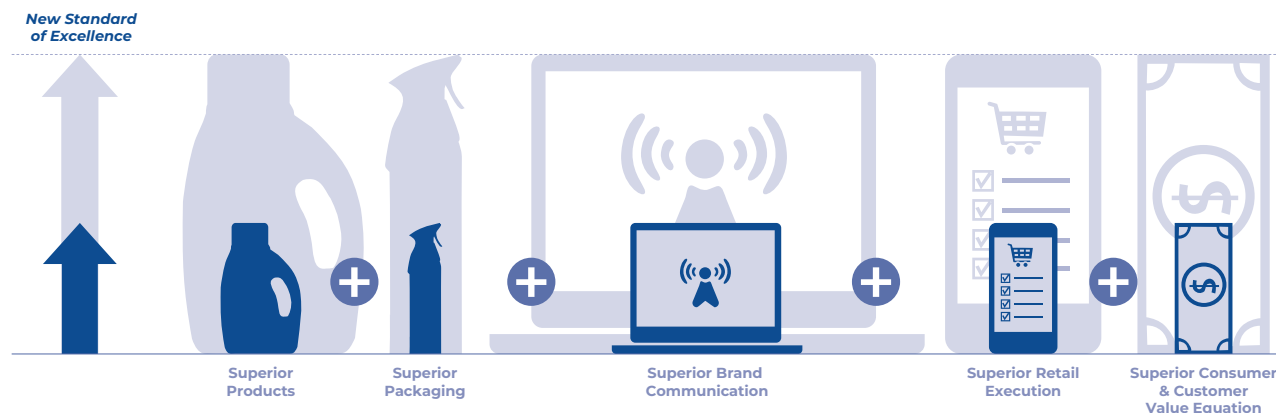 New Standard
of Excellence
$
$
Superior
Products
Superior
Packaging
Superior Brand
Communication
Superior Retail
Execution
Superior Consumer
& Customer
Value Equation